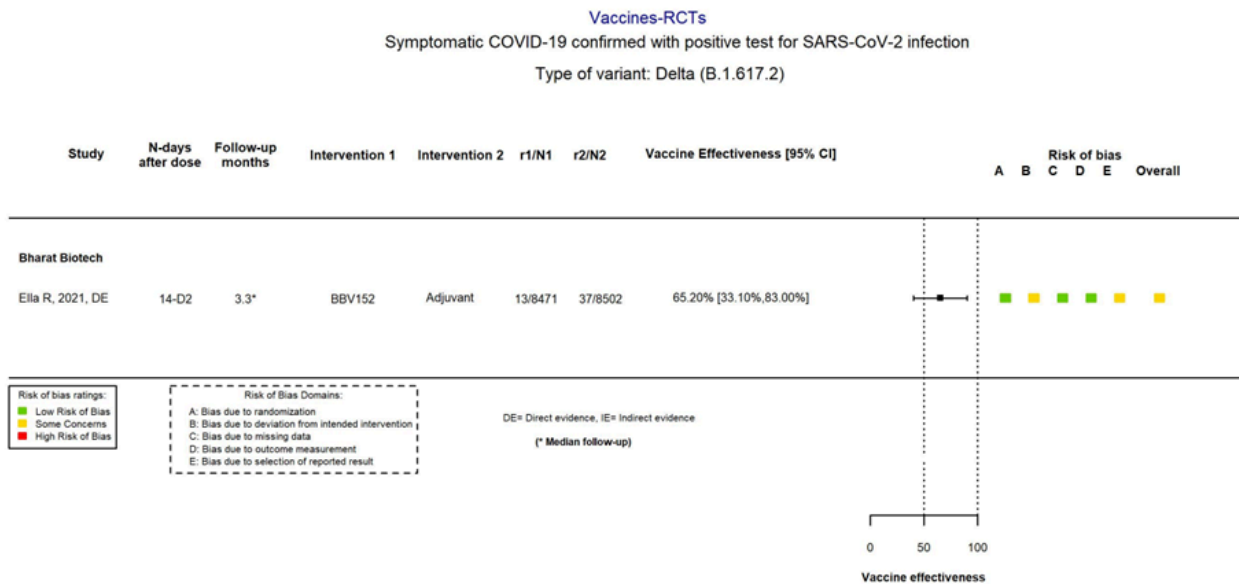 Vaccines-RCTs
Symptomatic COVID-19 confirmed with positive test for SARS-CoV-2 infection
Type of variant: Delta (B.1.617.2)
Study N-days after dose Follow-up months Intervention 1 Intervention 2 r1/N1 r2/N2 Vaccine Effectiveness [95% CI] Risk of bias
A B C D E Overall
Bharat Biotech
Ella R, 2021, DE 14-D2 3.3* BBV152 Adjuvant 13/8471 37/8502 65.20% [33.10%,83.00%]
Risk of bias ratings:
Low Risk of Bias
Some Concerns
High Risk of Bias
Risk of Bias Domains:
A: Bias due to randomization
B: Bias due to deviation from intended intervention
C: Bias due to missing data
D: Bias due to outcome measurement
E: Bias due to selection of reported result
DE= Direct evidence, IE= Indirect evidence
(* Median follow-up)
0 50 100
Vaccine effectiveness